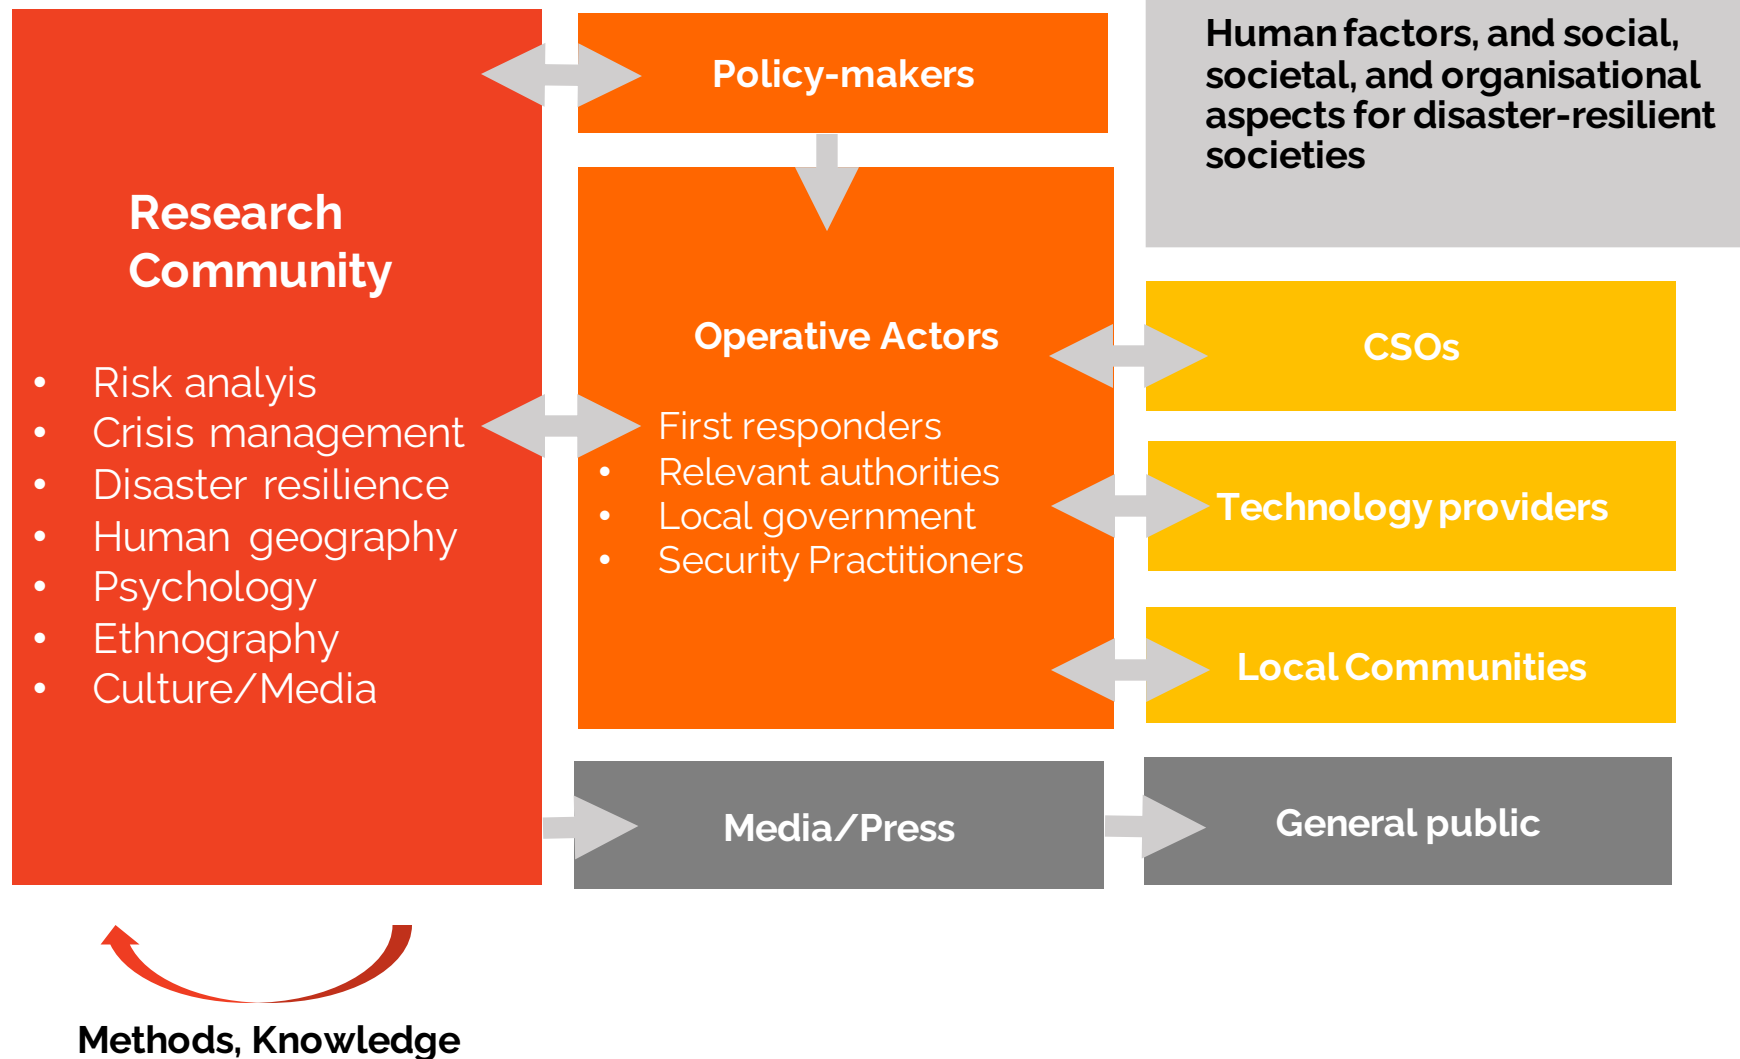 Research
Community
• Risk analyis
• Crisis management
• Disaster resilience
• Human geography
• Psychology
• Ethnography
• Culture/Media
Policy-makers
Operative Actors
First responders
• Relevant authorities
• Local government
• Security Practitioners
Human factors, and social,
societal, and organisational
aspects for disaster-resilient
societies
CSOs
Technology providers
Local Communities
Media/Press
General public
Methods, Knowledge